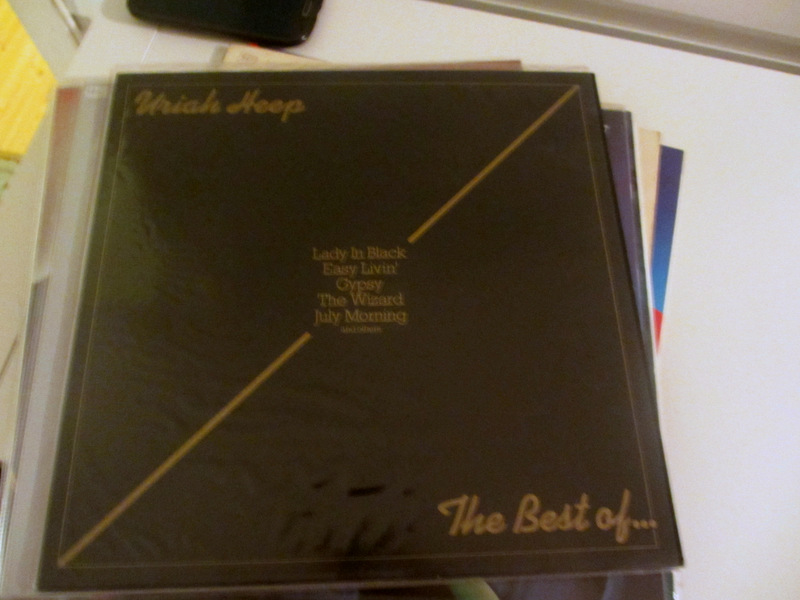 Uriah Heep
Lady In Black
Easy Livin'
Gypsy
The Wizard
July Morning
and others
The Best of...